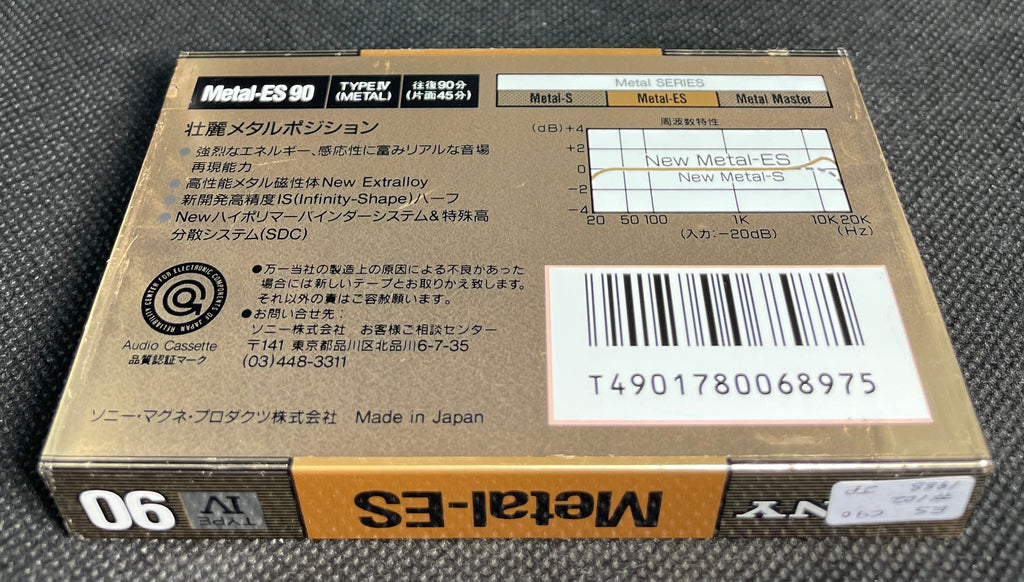 Metal-ES 90
TYPE IV
(METAL)
往復90分
(片面45分)
Metal SERIES
Metal-S
Metal-ES
Metal Master
壮麗メタルポジション
●強烈なエネルギー、感応性に富みリアルな音場
再現能力
●高性能メタル磁性体New Extralloy
●新開発高精度IS(Infinity-Shape)ハーフ
●Newハイポリマーバインダーシステム&特殊高
分散システム(SDC)
周波数特性
(dB)+4
+2
0
−2
−4
New Metal-ES
New Metal-S
20 50 100 1K 10K 20K
(Hz)
(入力:−20dB)
RELIABILITY CENTER FOR ELECTRONIC COMPONENTS OF JAPAN
Audio Cassette
品質認証マーク
●万一当社の製造上の原因による不良があった
場合には新しいテープとお取りかえ致します。
それ以外の責はご容赦願います。
●お問い合せ先:
ソニー株式会社 お客様ご相談センター
〒141 東京都品川区北品川6-7-35
(03)448-3311
T4901780068975
ソニー・マグネ・プロダクツ株式会社 Made in Japan
90
TYPE
IV
Metal-ES
NY
ES
C90
#102
1988
JP